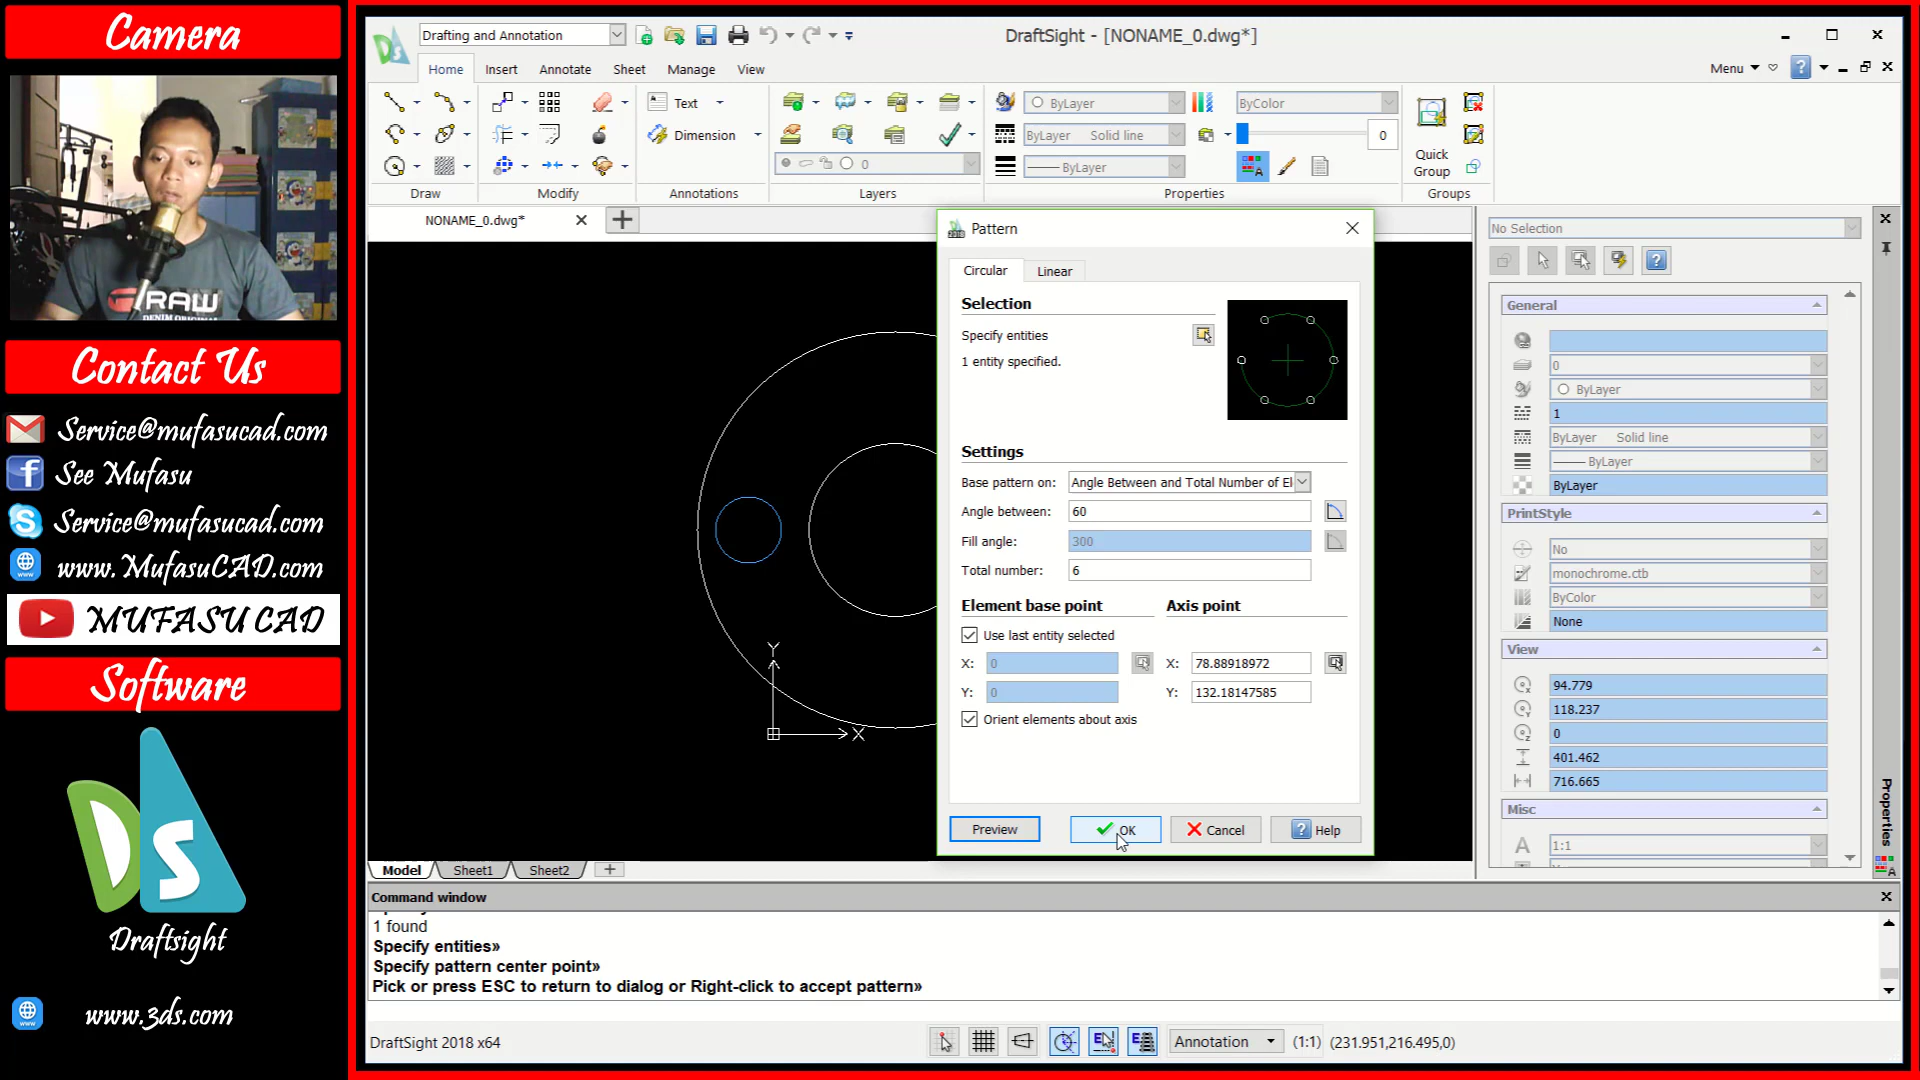 Camera
Contact Us
Service@mufasucad.com
See Mufasu
Service@mufasucad.com
www.MufasuCAD.com
MUFASU CAD
Software
DS
Draftsight
www.3ds.com
G RAW
DENIM ORIGINAL
DS
Drafting and Annotation
DraftSight - [NONAME_0.dwg*]
Home
Insert
Annotate
Sheet
Manage
View
Menu
Text
Dimension
ByLayer
ByColor
ByLayer Solid line
0
ByLayer
0
Quick
Group
Draw
Modify
Annotations
Layers
Properties
Groups
NONAME_0.dwg*
Y
X
Pattern
Circular
Linear
Selection
Specify entities
1 entity specified.
Settings
Base pattern on:
Angle Between and Total Number of El
Angle between:
60
Fill angle:
300
Total number:
6
Element base point
Axis point
Use last entity selected
X:
0
X:
78.88918972
Y:
0
Y:
132.18147585
Orient elements about axis
Preview
OK
Cancel
Help
No Selection
General
0
ByLayer
1
ByLayer Solid line
ByLayer
ByLayer
PrintStyle
No
monochrome.ctb
ByColor
None
View
94.779
118.237
0
401.462
716.665
Misc
1:1
Properties
Model
Sheet1
Sheet2
Command window
1 found
Specify entities»
Specify pattern center point»
Pick or press ESC to return to dialog or Right-click to accept pattern»
DraftSight 2018 x64
Annotation
(1:1)
(231.951,216.495,0)